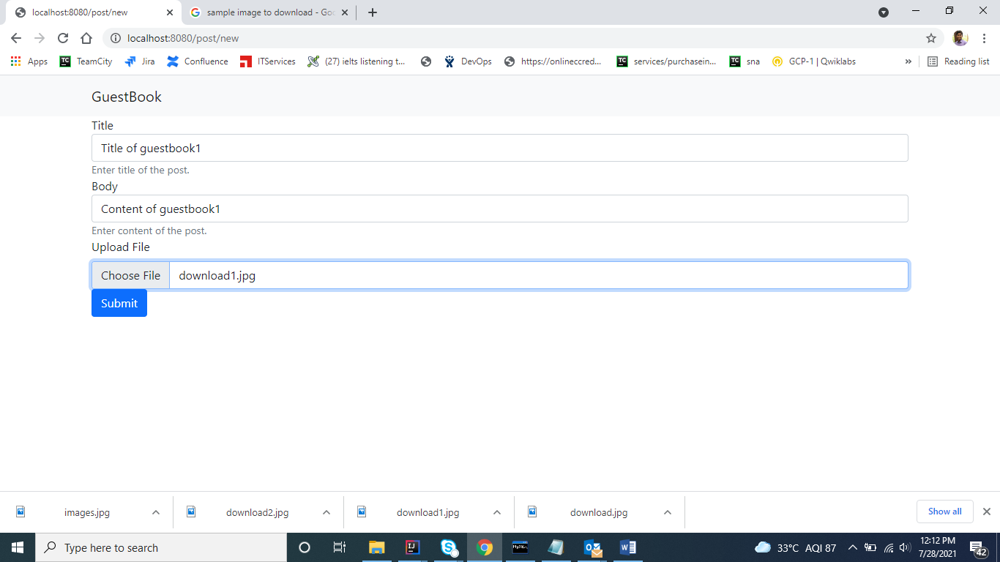 localhost:8080/post/new
sample image to download - Goo
localhost:8080/post/new
Apps
TeamCity
Jira
Confluence
ITServices
(27) ielts listening t...
DevOps
https://onlineccred...
services/purchasein...
sna
GCP-1 | Qwiklabs
»
Reading list
GuestBook
Title
Title of guestbook1
Enter title of the post.
Body
Content of guestbook1
Enter content of the post.
Upload File
Choose File download1.jpg
Submit
images.jpg
download2.jpg
download1.jpg
download.jpg
Show all
Type here to search
33°C AQI 87
12:12 PM
7/28/2021
42